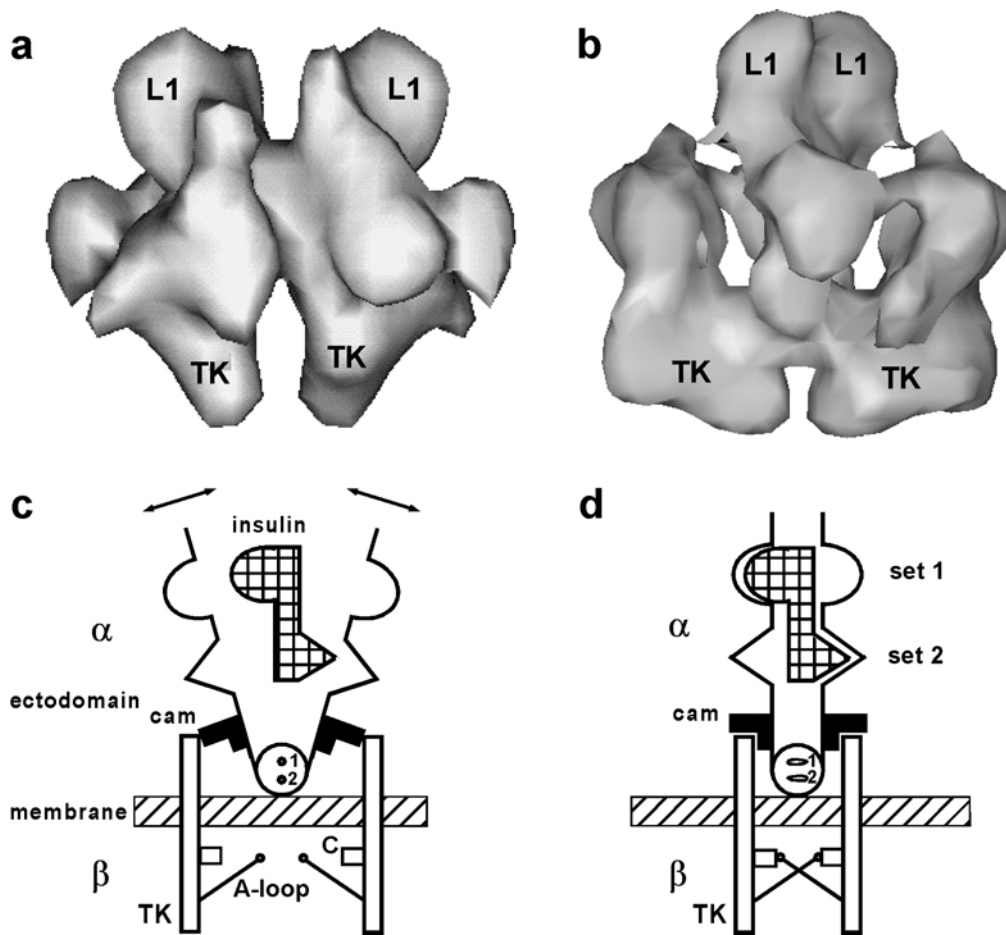 a
L1 L1
TK TK
b
L1 L1
TK TK
c
insulin
α
ectodomain
cam
1
2
membrane
C
β
A-loop
TK
d
set 1
α
set 2
cam
1
2
β
TK